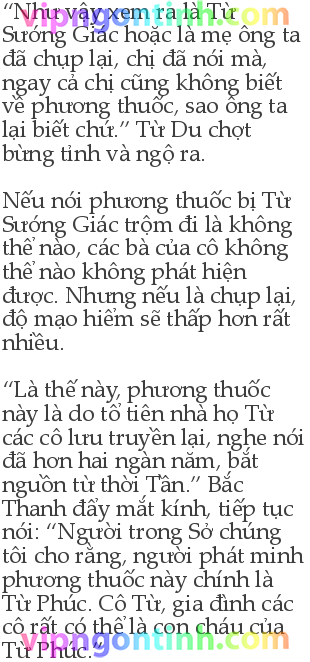 “Như vậy xem ra là Từ
vipngontinh.com
Sướng Giác hoặc là mẹ ông ta
đã chụp lại, chị đã nói mà,
ngay cả chị cũng không biết
về phương thuốc, sao ông ta
lại biết chứ.” Từ Du chợt
bừng tỉnh và ngộ ra.
Nếu nói phương thuốc bị Từ
Sướng Giác trộm đi là không
thể nào, các bà của cô không
thể nào không phát hiện
được. Nhưng nếu là chụp lại,
độ mạo hiểm sẽ thấp hơn rất
nhiều.
“Là thế này, phương thuốc
này là do tổ tiên nhà họ Từ
các cô lưu truyền lại, nghe nói
đã hơn hai ngàn năm, bắt
nguồn từ thời Tần.” Bắc
Thanh đẩy mắt kính, tiếp tục
nói: “Người trong Sở chúng
tôi cho rằng, người phát minh
phương thuốc này chính là
Từ Phúc. Cô Từ, gia đình các
cô rất có thể là con cháu của
vipngontinh.com
Từ Phúc.”